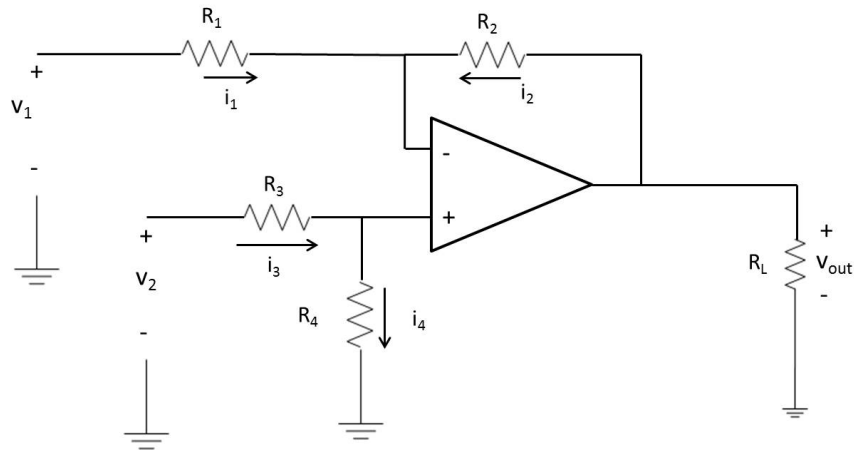 R1
R2
+
i1
i2
v1
-
-
R3
+
+
+
i3
RL
vout
v2
R4
i4
-
-